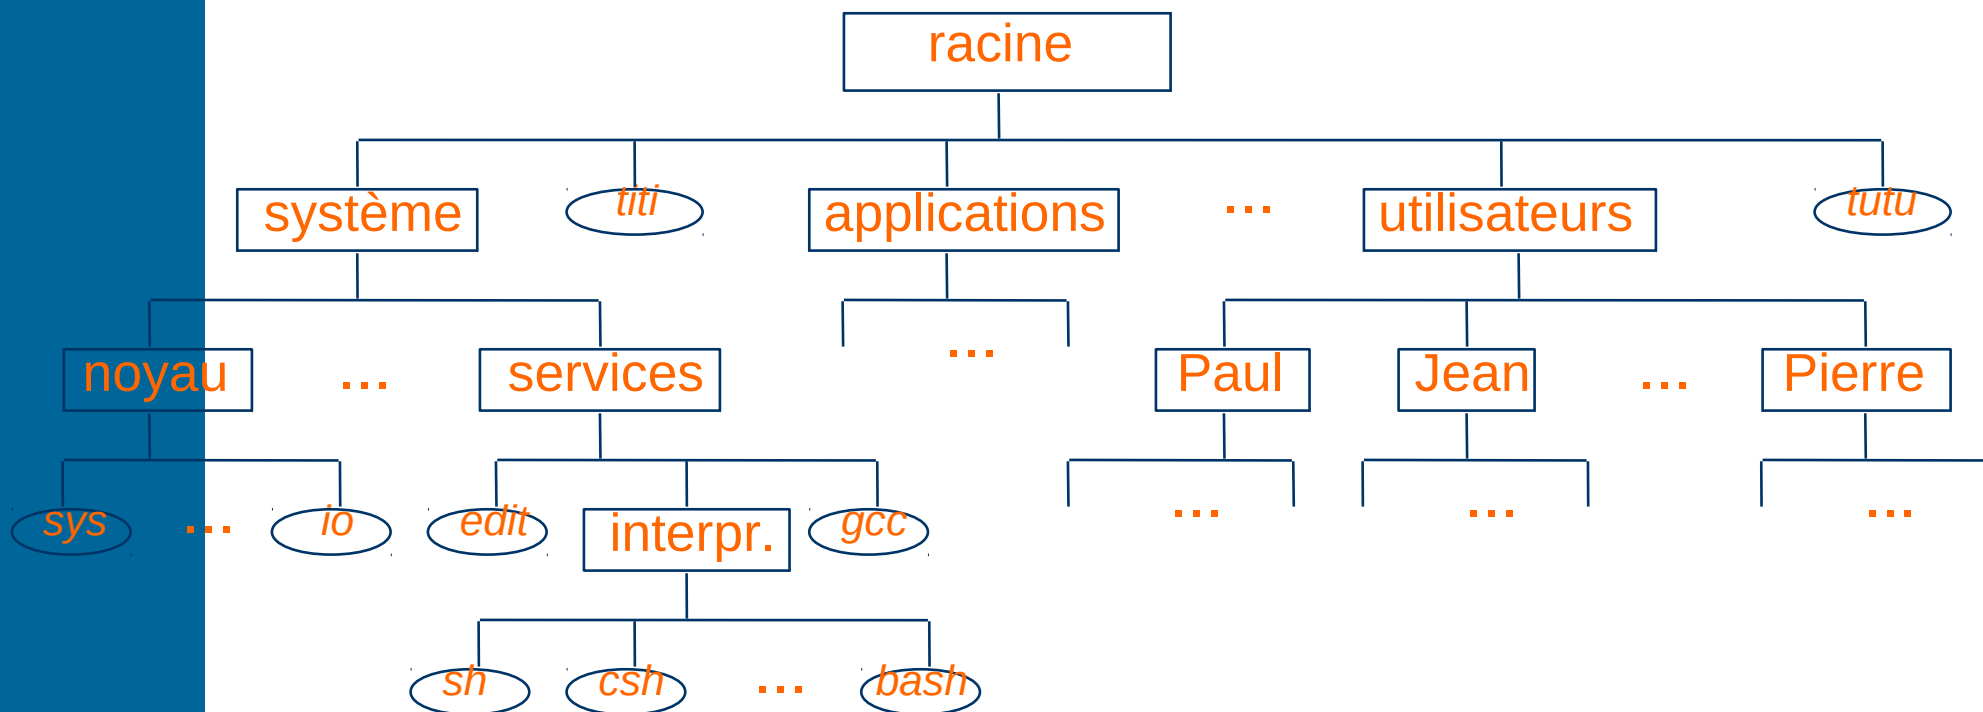 racine
système titi applications ... utilisateurs tutu
noyau ... services ... Paul Jean ... Pierre
sys ... io edit interpr. gcc ... ... ...
sh csh ... bash